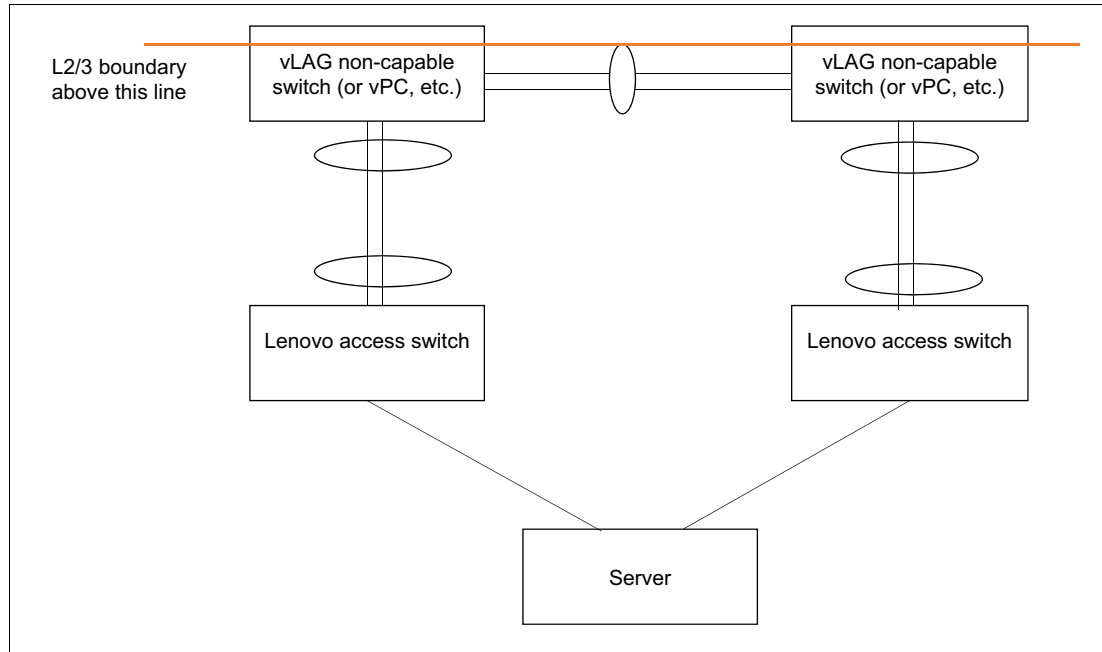 L2/3 boundary
above this line
vLAG non-capable
switch (or vPC, etc.)
vLAG non-capable
switch (or vPC, etc.)
Lenovo access switch
Lenovo access switch
Server